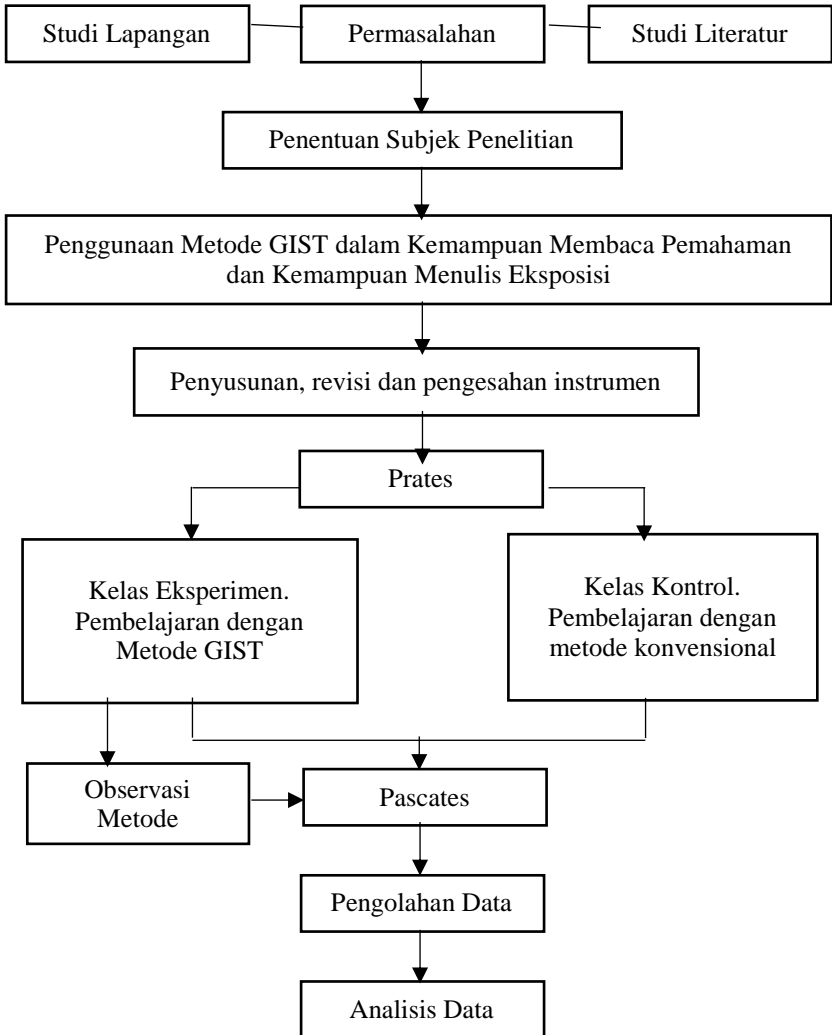 Studi Lapangan
Permasalahan
Studi Literatur
Penentuan Subjek Penelitian
Penggunaan Metode GIST dalam Kemampuan Membaca Pemahaman
dan Kemampuan Menulis Eksposisi
Penyusunan, revisi dan pengesahan instrumen
Prates
Kelas Eksperimen.
Pembelajaran dengan
Metode GIST
Kelas Kontrol.
Pembelajaran dengan
metode konvensional
Observasi
Metode
Pascates
Pengolahan Data
Analisis Data